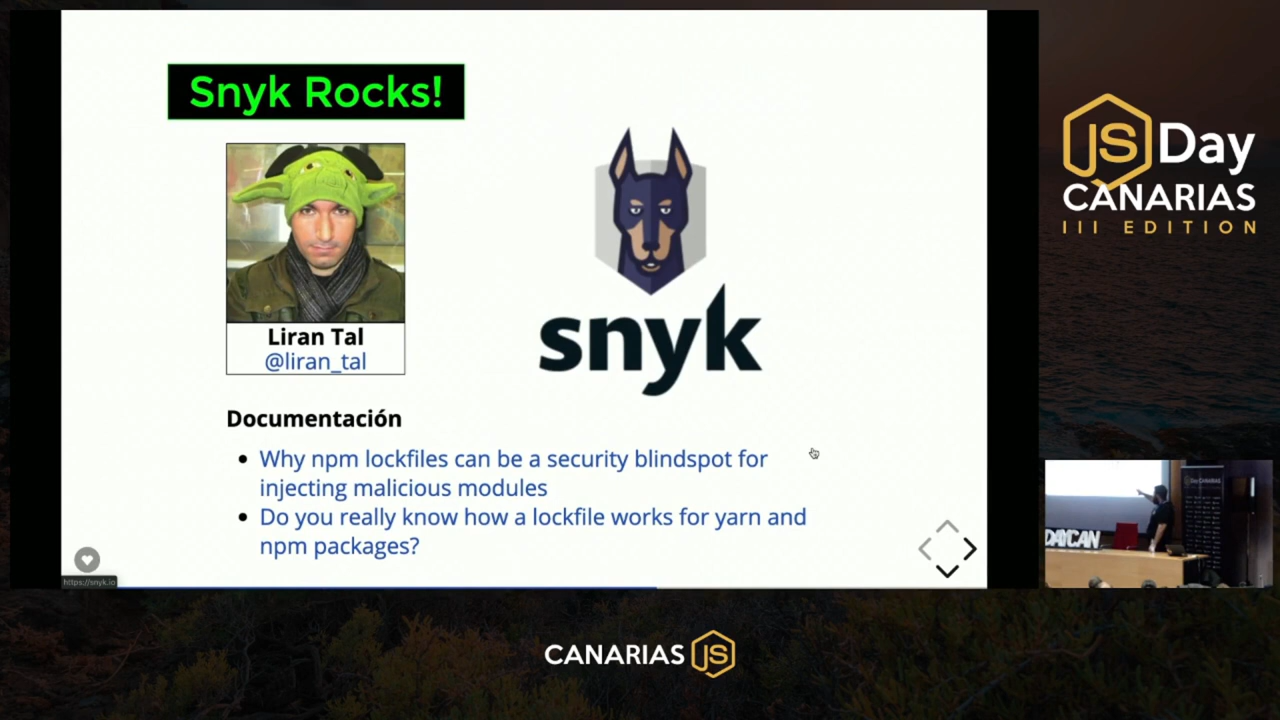 Snyk Rocks!
Liran Tal
@liran_tal
snyk
Documentación
• Why npm lockfiles can be a security blindspot for
injecting malicious modules
• Do you really know how a lockfile works for yarn and
npm packages?
https://snyk.io
JS Day
CANARIAS
III EDITION
DAYCAN
CANARIAS JS